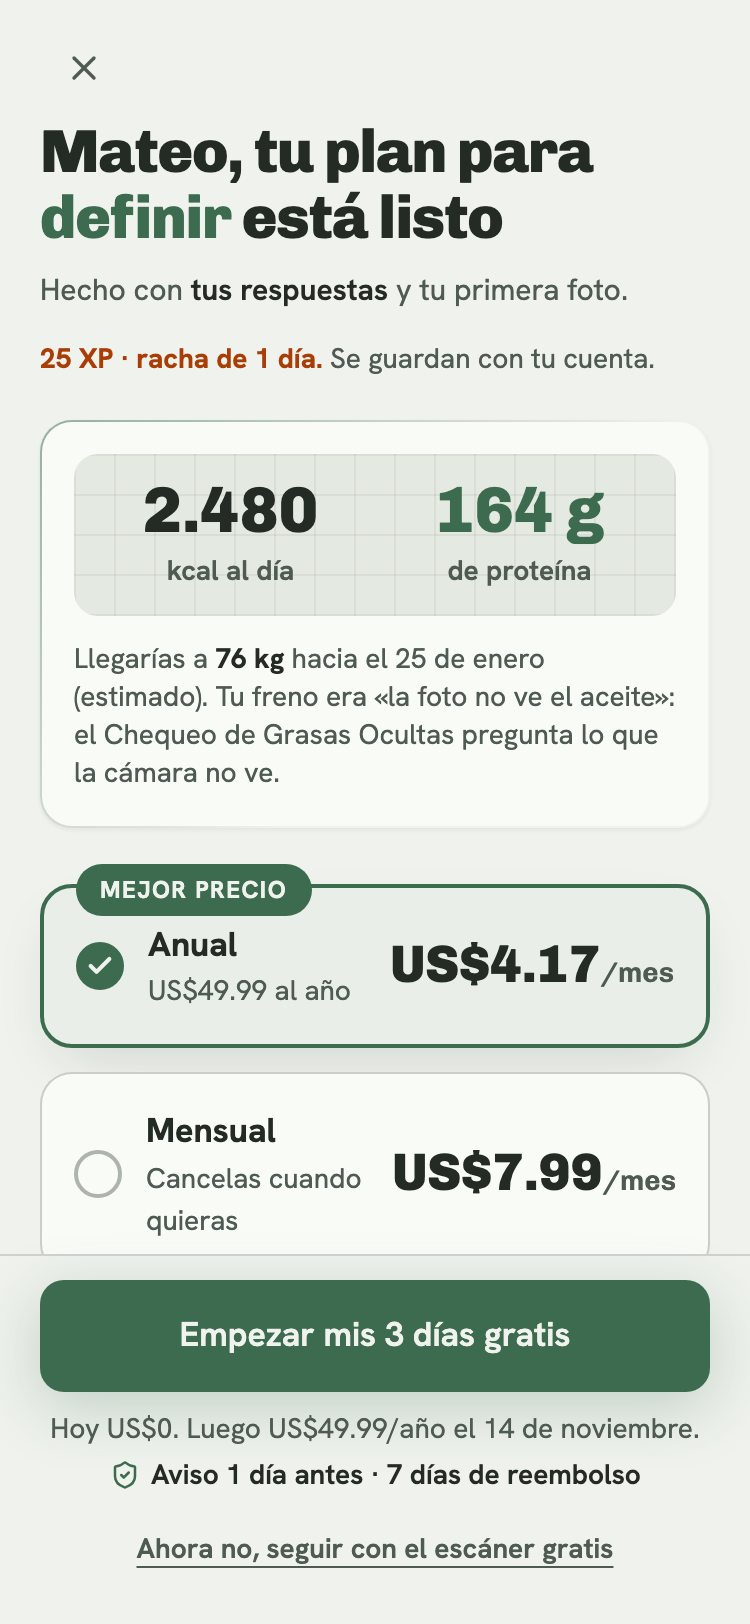 Mateo, tu plan para
definir está listo
Hecho con tus respuestas y tu primera foto.
25 XP · racha de 1 día. Se guardan con tu cuenta.
2.480
kcal al día
164 g
de proteína
Llegarías a 76 kg hacia el 25 de enero
(estimado). Tu freno era «la foto no ve el aceite»:
el Chequeo de Grasas Ocultas pregunta lo que
la cámara no ve.
MEJOR PRECIO
Anual
US$49.99 al año
US$4.17/mes
Mensual
Cancelas cuando
quieras
US$7.99/mes
Empezar mis 3 días gratis
Hoy US$0. Luego US$49.99/año el 14 de noviembre.
Aviso 1 día antes · 7 días de reembolso
Ahora no, seguir con el escáner gratis